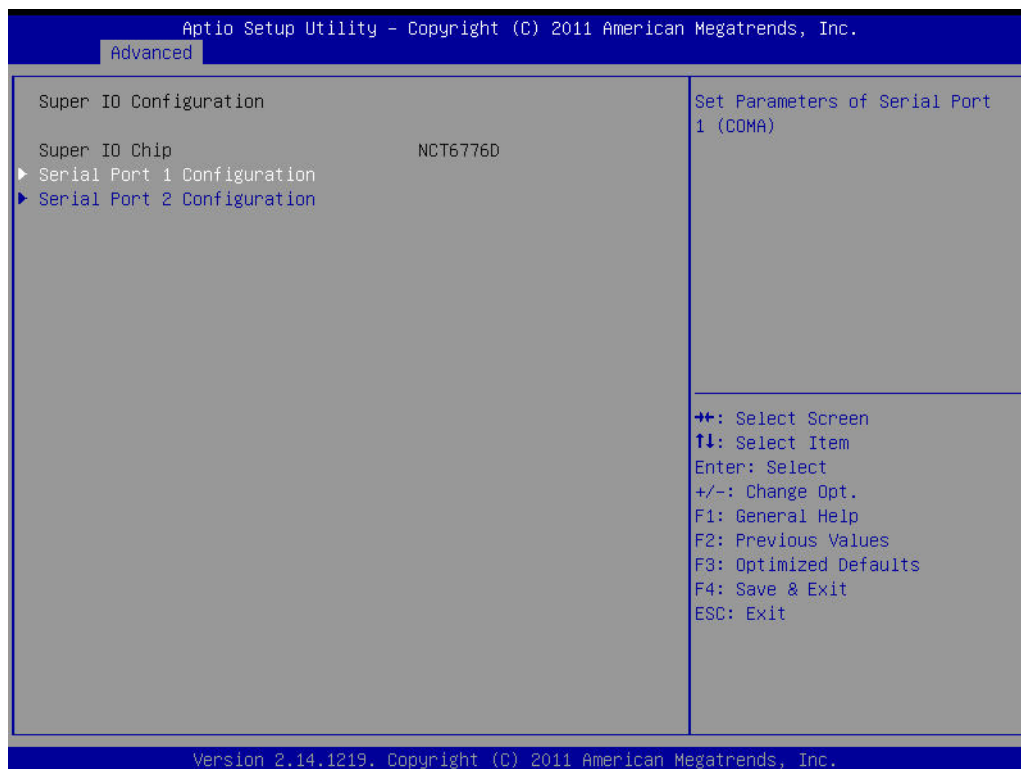 Aptio Setup Utility – Copyright (C) 2011 American Megatrends, Inc.
Advanced
Super IO Configuration
Super IO Chip NCT6776D
Serial Port 1 Configuration
Serial Port 2 Configuration
Set Parameters of Serial Port
1 (COMA)
→←: Select Screen
↑↓: Select Item
Enter: Select
+/-: Change Opt.
F1: General Help
F2: Previous Values
F3: Optimized Defaults
F4: Save & Exit
ESC: Exit
Version 2.14.1219. Copyright (C) 2011 American Megatrends, Inc.